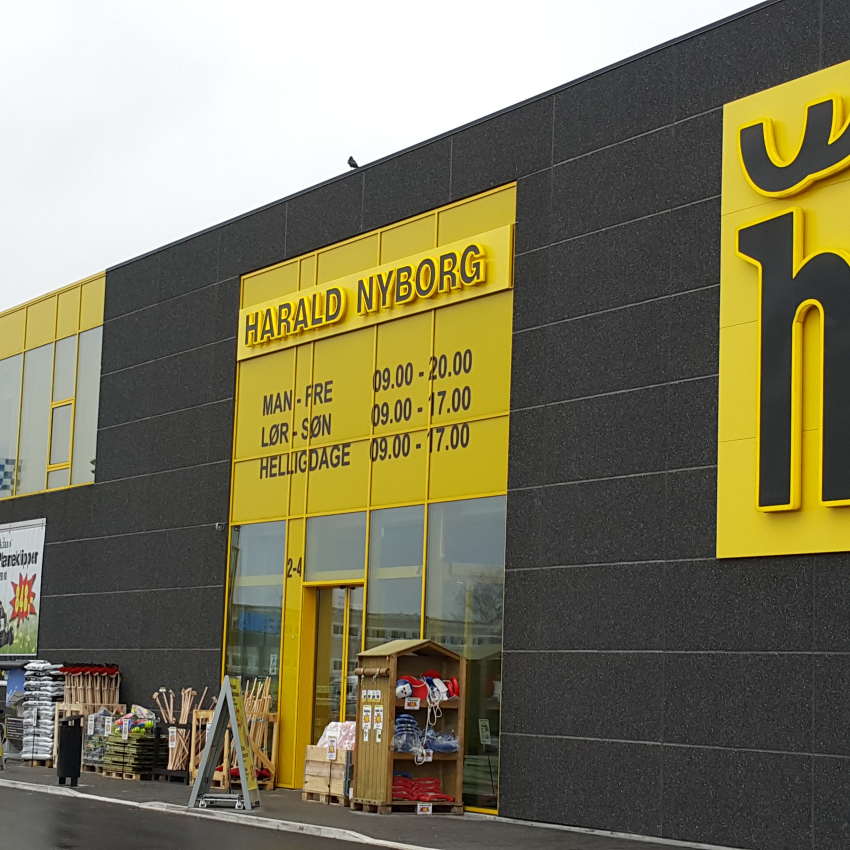 HARALD NYBORG
MAN - FRE 09.00 - 20.00
LØR - SØN 09.00 - 17.00
HELLIGDAGE 09.00 - 17.00
2-4
h